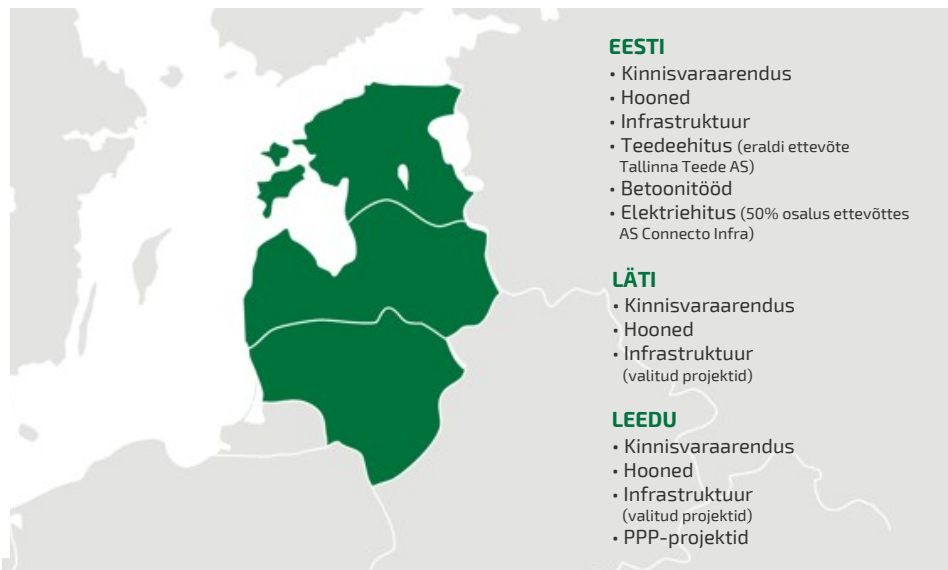 EESTI
• Kinnisvaraarendus
• Hooned
• Infrastruktuur
• Teedeehitus (eraldi ettevõte
Tallinna Teede AS)
• Betoonitööd
• Elektriehitus (50% osalus ettevõttes
AS Connecto Infra)
LÄTI
• Kinnisvaraarendus
• Hooned
• Infrastruktuur
(valitud projektid)
LEEDU
• Kinnisvaraarendus
• Hooned
• Infrastruktuur
(valitud projektid)
• PPP-projektid